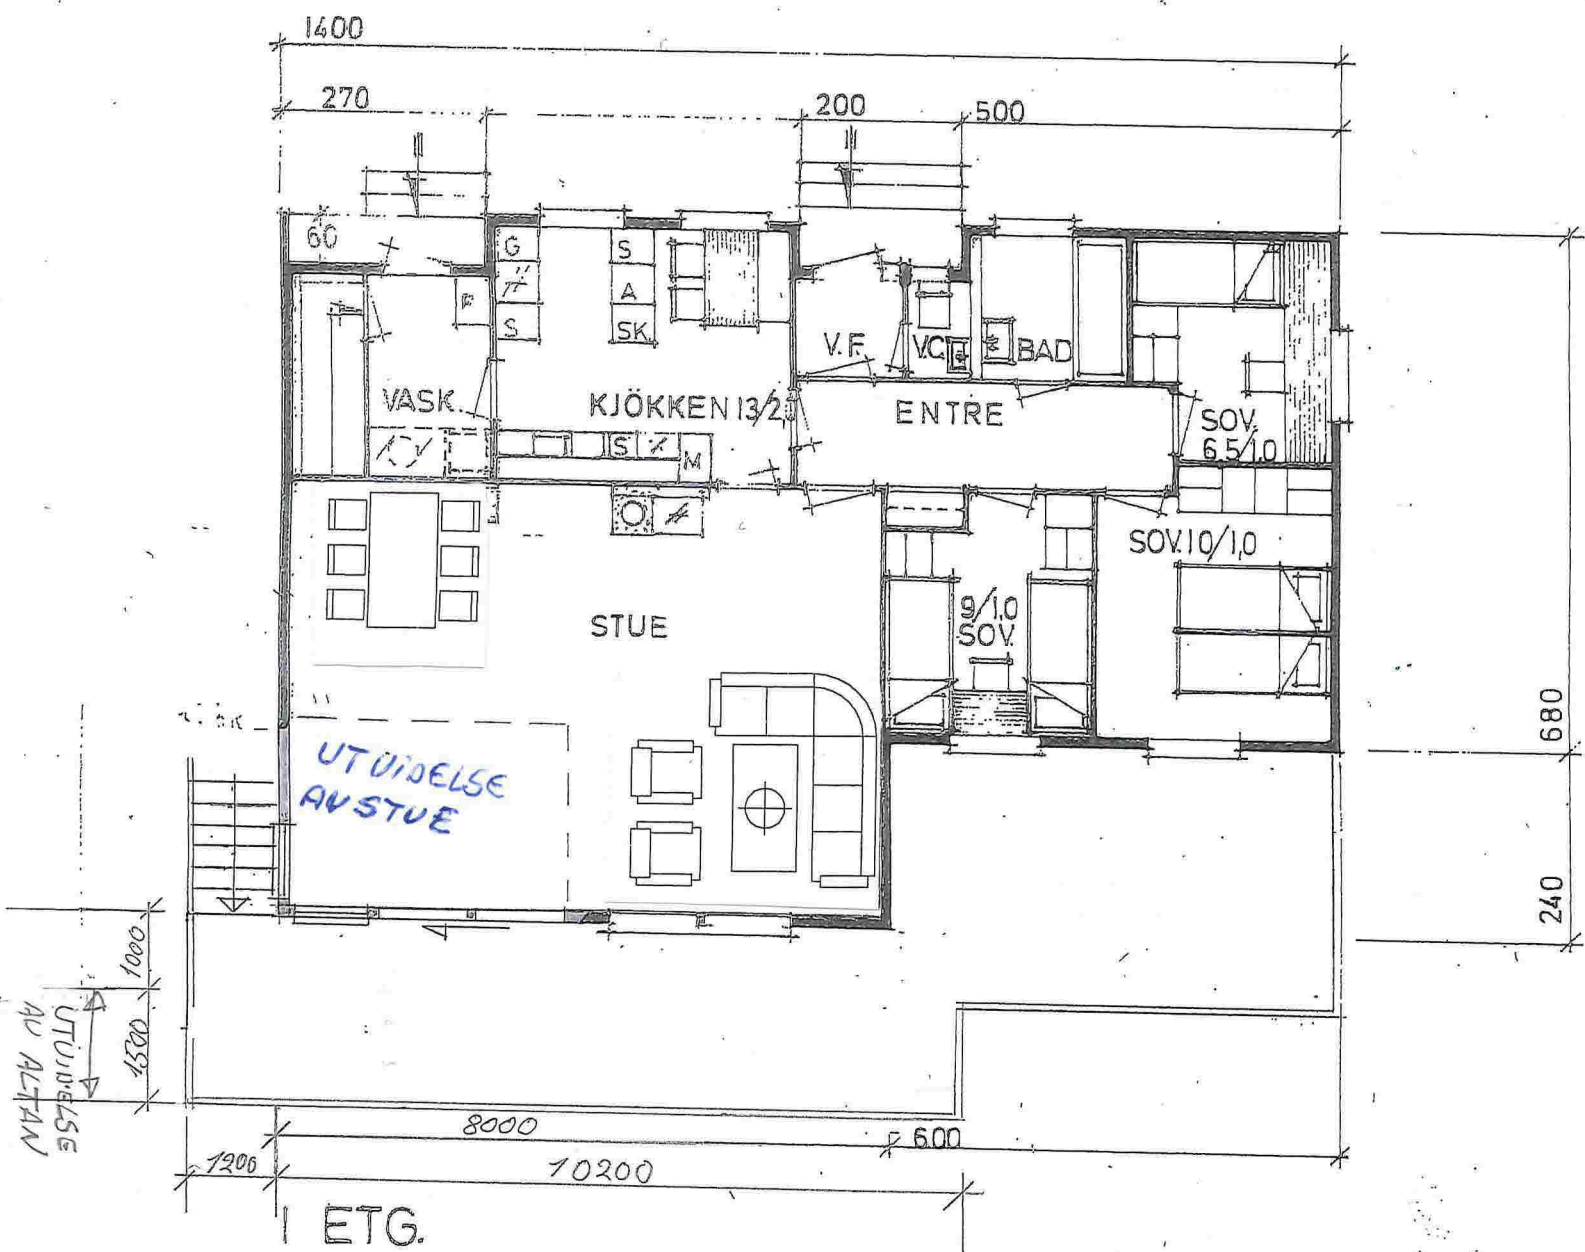 1400
270
200
500
60
G
S
A
SK
S
F
V.F.
V.C.
BAD
VASK.
KJÖKKEN 13/2,
ENTRE
SOV.
6.5/1.0
S
M
SOV. 10/1,0
STUE
9/1.0
SOV.
680
UTVIDELSE
AV STUE
240
1000
1500
UTVIDELSE
AV ALTAN
8000
600
1200
10200
1 ETG.